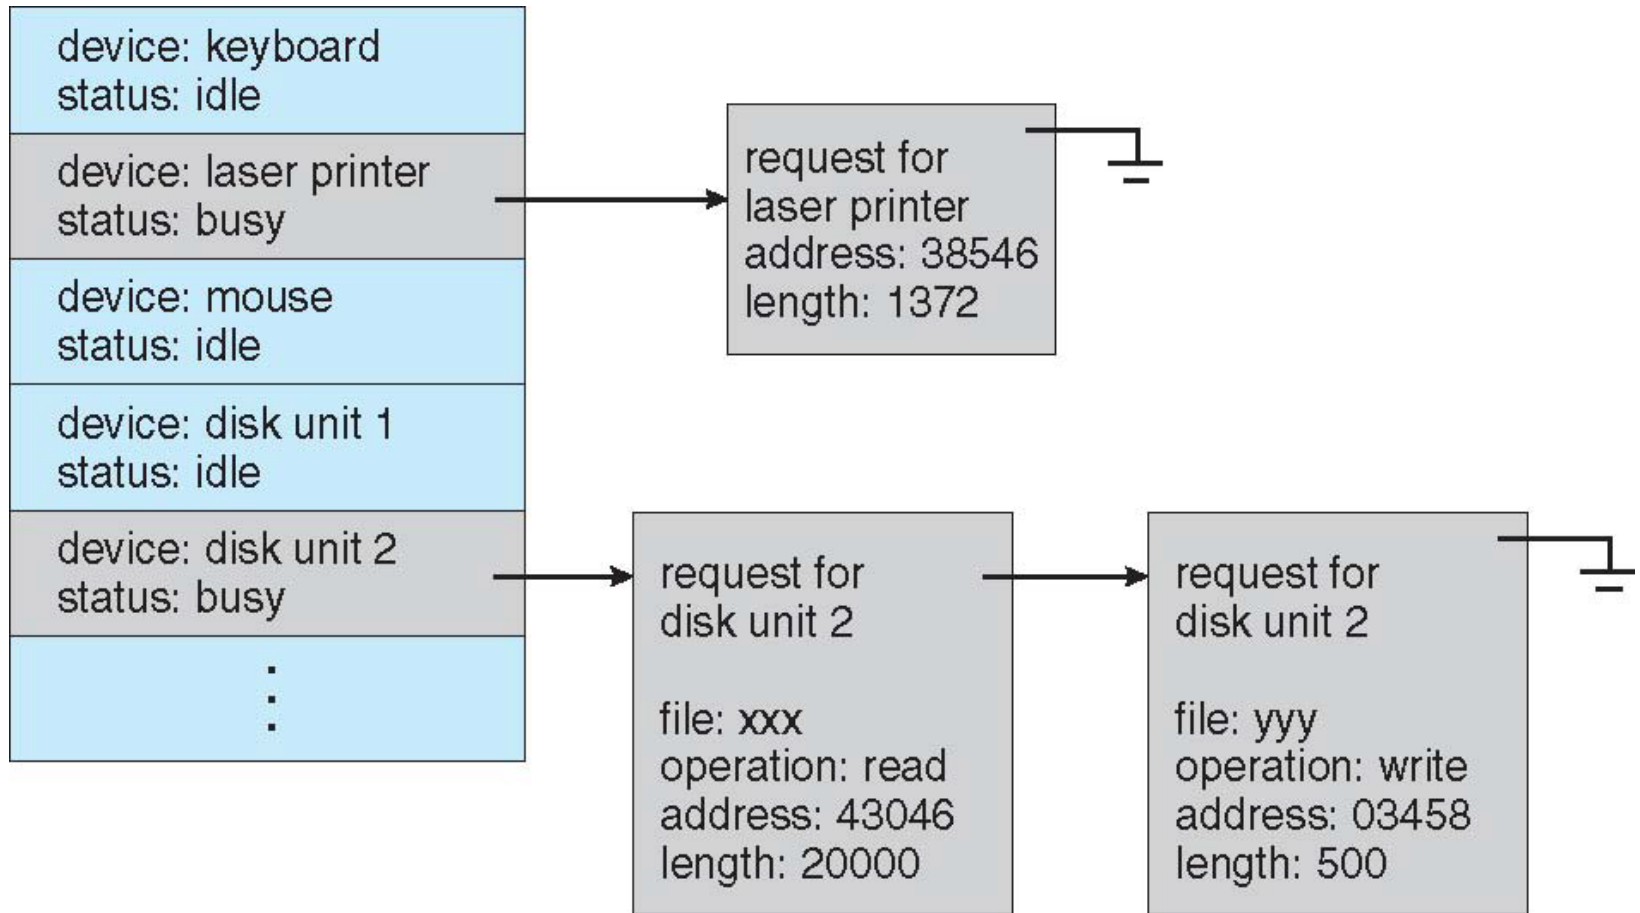 device: keyboard
status: idle
device: laser printer
status: busy
device: mouse
status: idle
device: disk unit 1
status: idle
device: disk unit 2
status: busy
request for
laser printer
address: 38546
length: 1372
request for
disk unit 2
file: xxx
operation: read
address: 43046
length: 20000
request for
disk unit 2
file: yyy
operation: write
address: 03458
length: 500